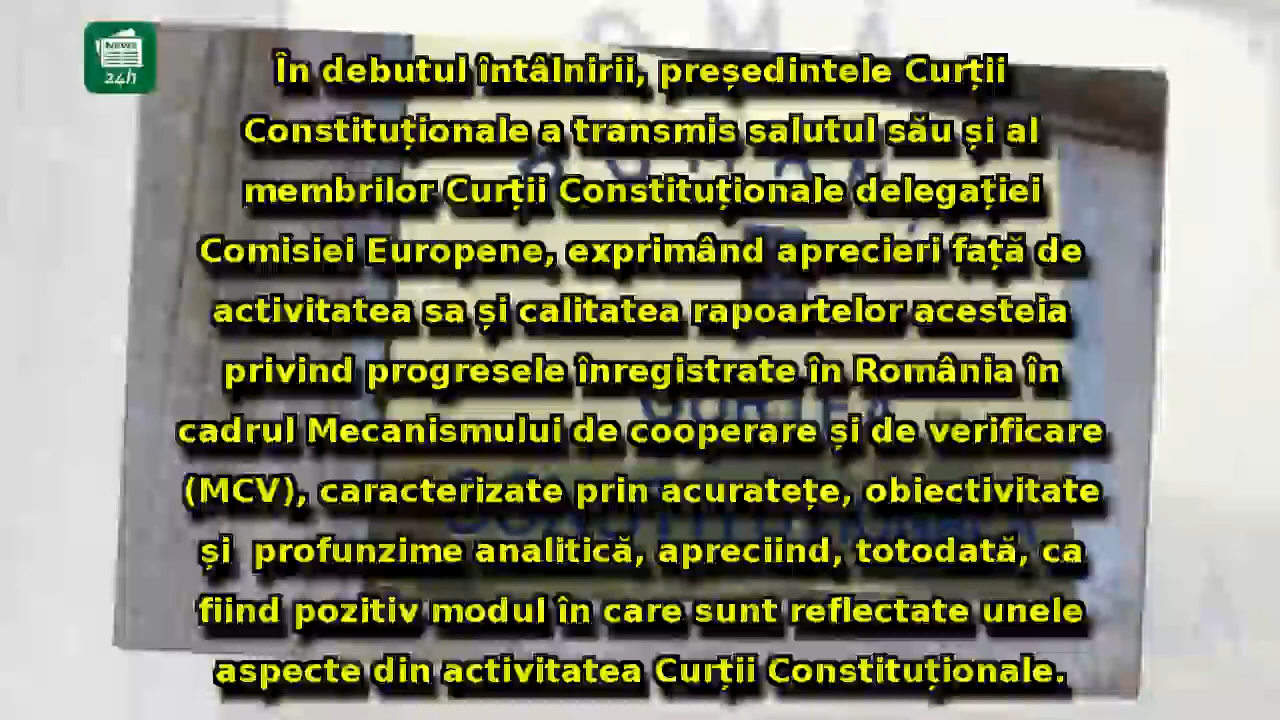 NEWS
24h
În debutul întâlnirii, președintele Curții
Constituționale a transmis salutul său și al
membrilor Curții Constituționale delegației
Comisiei Europene, exprimând aprecieri față de
activitatea sa și calitatea rapoartelor acesteia
privind progresele înregistrate în România în
cadrul Mecanismului de cooperare și de verificare
(MCV), caracterizate prin acuratețe, obiectivitate
și  profunzime analitică, apreciind, totodată, ca
fiind pozitiv modul în care sunt reflectate unele
aspecte din activitatea Curții Constituționale.